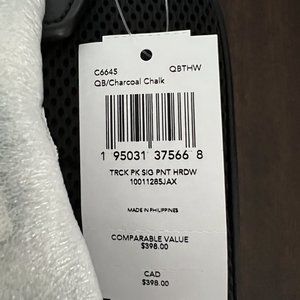 C6645 QBTHW
QB/Charcoal Chalk
1 95031 37566 8
TRCK PK SIG PNT HRDW
10011285JAX
MADE IN PHILIPPINES
COMPARABLE VALUE
$398.00
CAD
$398.00